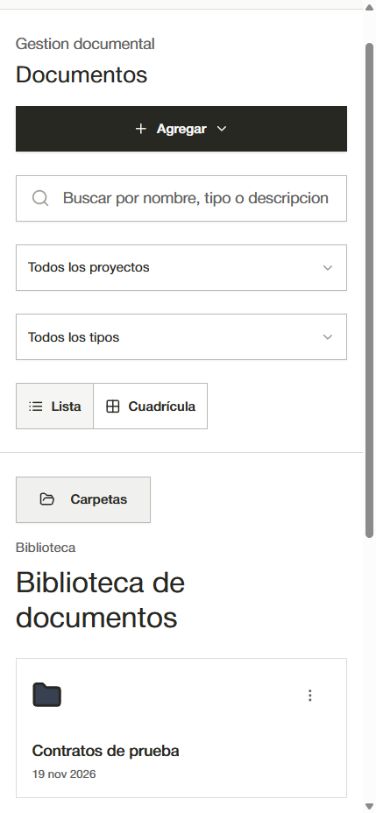 Gestion documental
Documentos
Agregar
Buscar por nombre, tipo o descripcion
Todos los proyectos
Todos los tipos
Lista
Cuadrícula
Carpetas
Biblioteca
Biblioteca de
documentos
Contratos de prueba
19 nov 2026